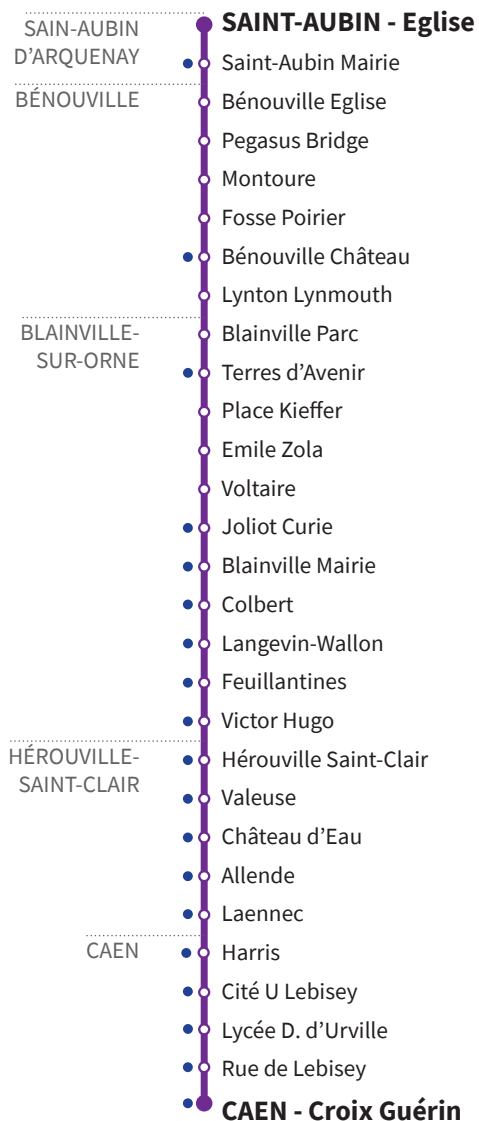 SAIN-AUBIN
D'ARQUENAY
SAINT-AUBIN - Eglise
Saint-Aubin Mairie
BÉNOUVILLE
Bénouville Eglise
Pegasus Bridge
Montoure
Fosse Poirier
Bénouville Château
Lynton Lynmouth
BLAINVILLE-
SUR-ORNE
Blainville Parc
Terres d'Avenir
Place Kieffer
Emile Zola
Voltaire
Joliot Curie
Blainville Mairie
Colbert
Langevin-Wallon
Feuillantines
Victor Hugo
HÉROUVILLE-
SAINT-CLAIR
Hérouville Saint-Clair
Valeuse
Château d'Eau
Allende
Laennec
CAEN
Harris
Cité U Lebisey
Lycée D. d'Urville
Rue de Lebisey
CAEN - Croix Guérin